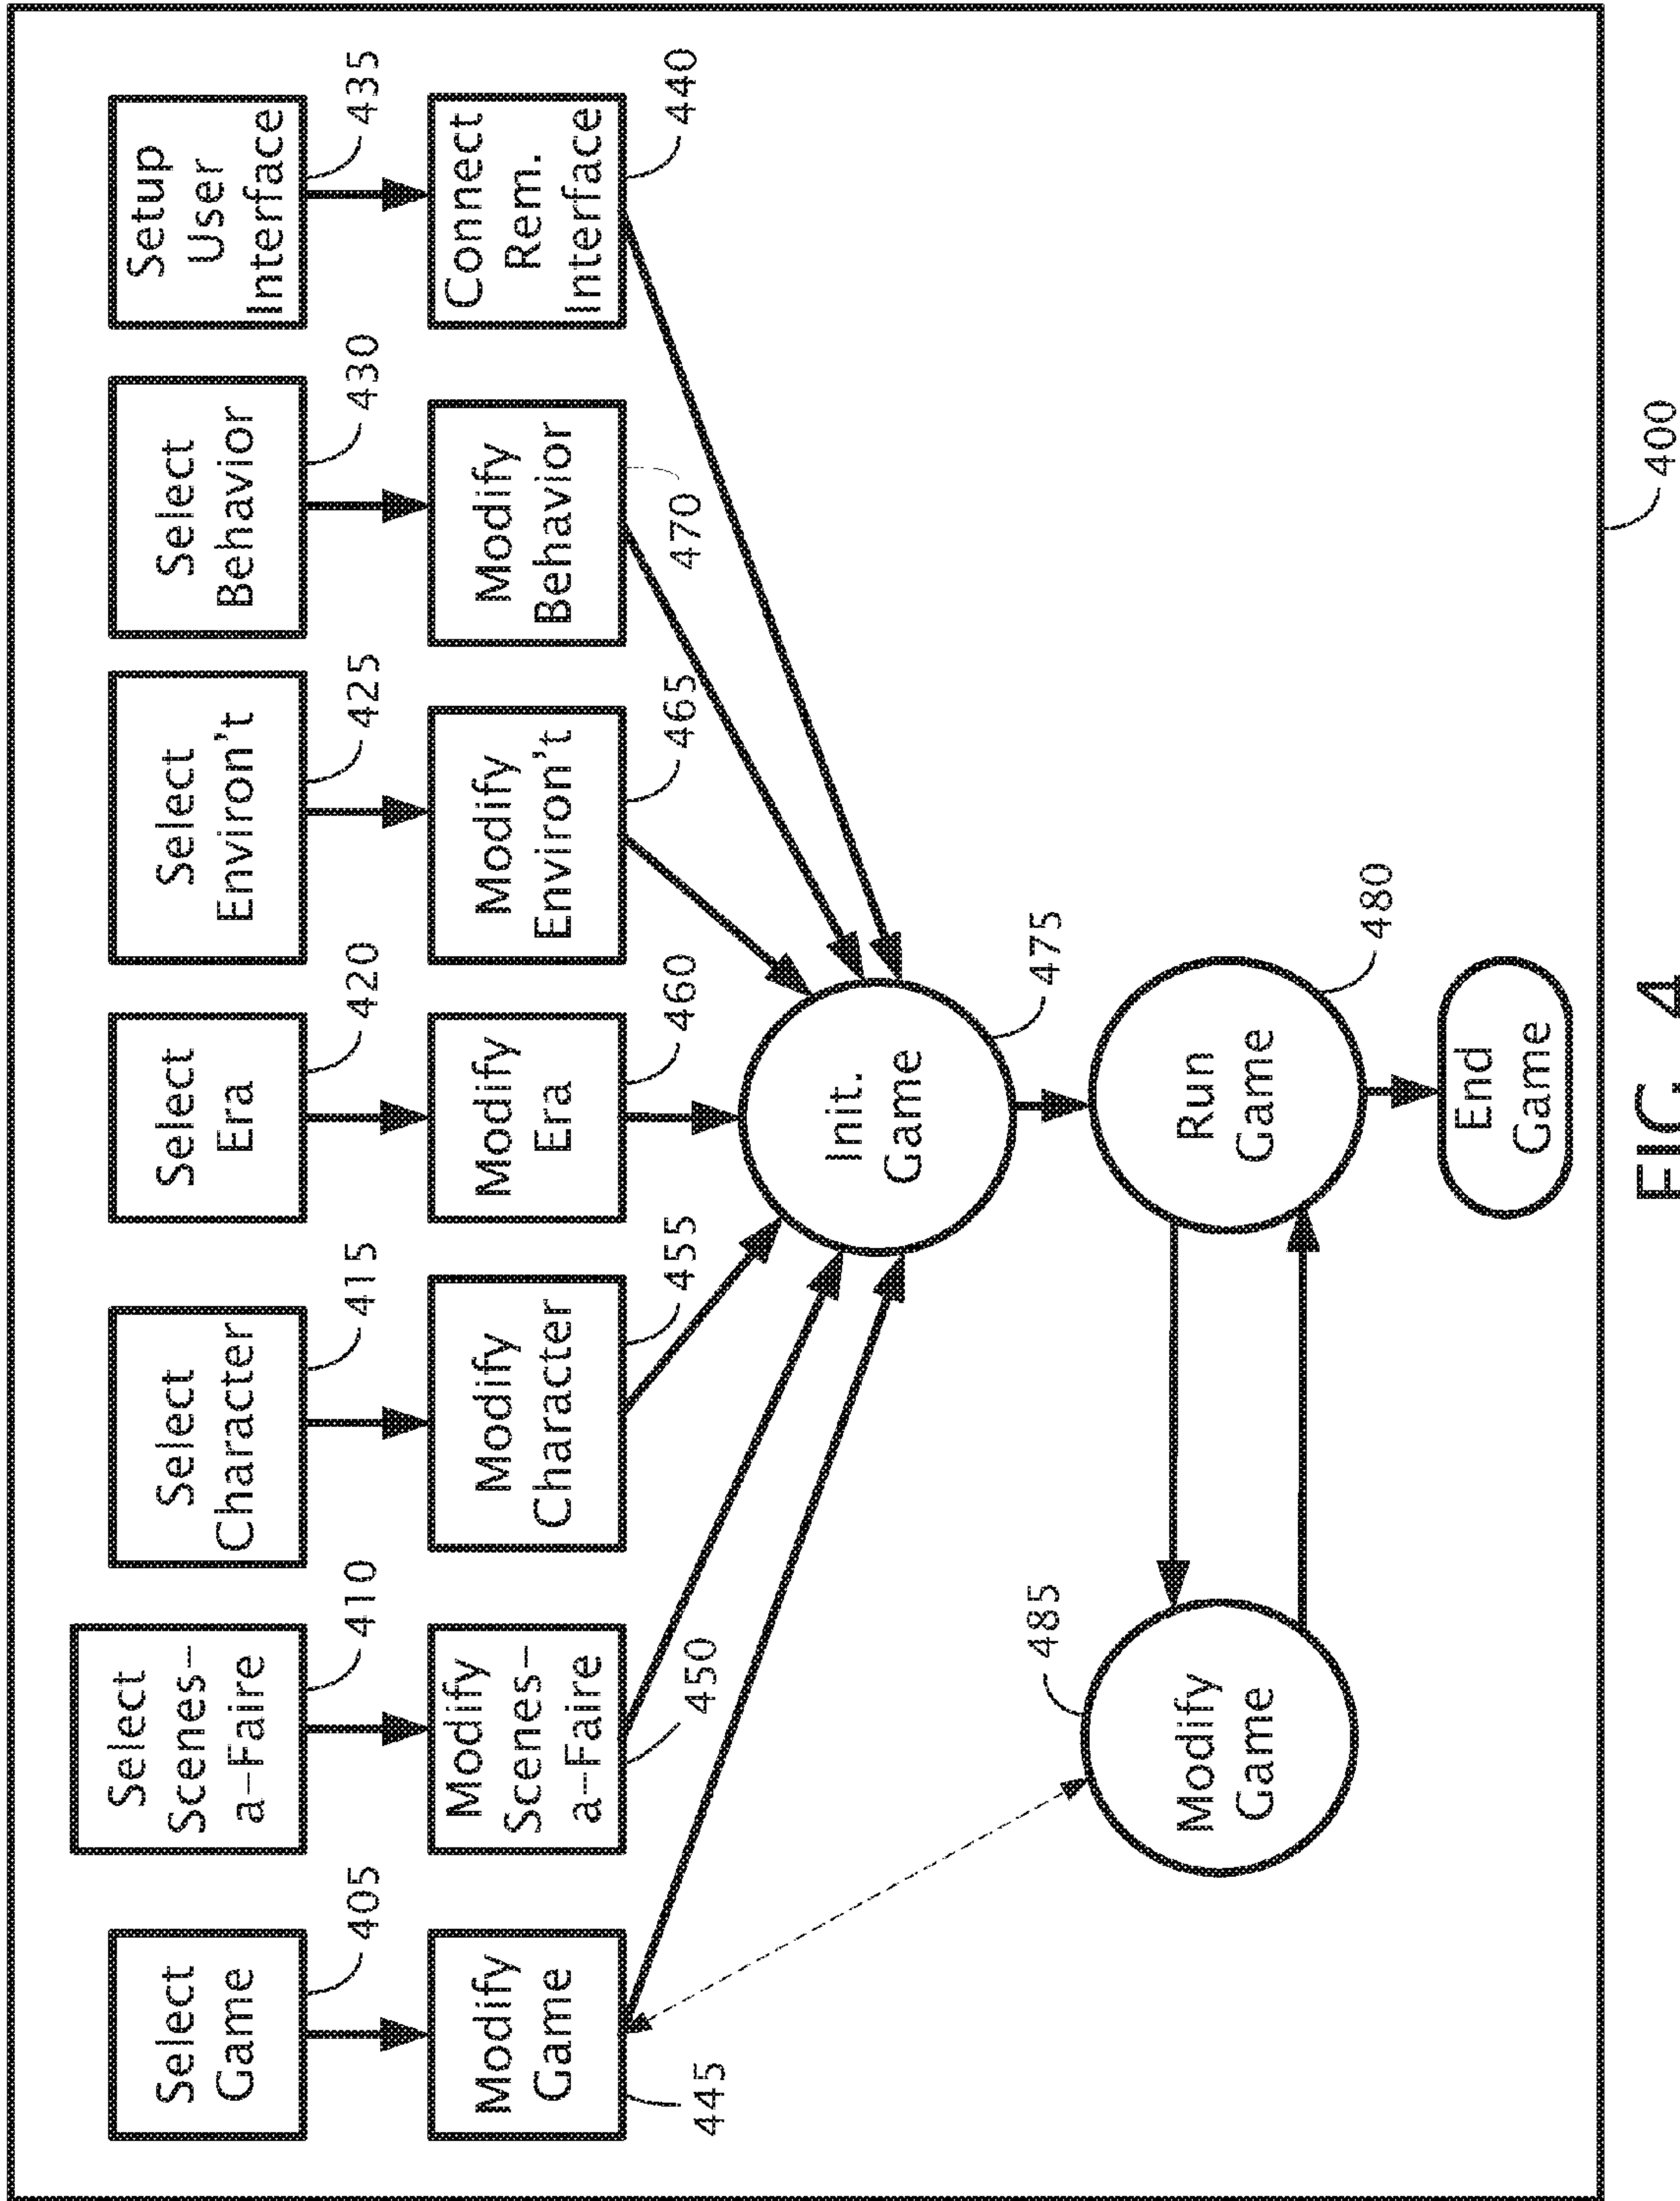 Select
Game
405
Select
Scenes-
a-Faire
410
Select
Character
415
Select
Era
420
Select
Environ't
425
Select
Behavior
430
Setup
User
Interface
435
Modify
Game
445
Modify
Scenes-
a-Faire
450
Modify
Character
455
Modify
Era
460
Modify
Environ't
465
Modify
Behavior
470
Connect
Rem.
Interface
440
Init.
Game
475
Modify
Game
485
Run
Game
480
End
Game
400
FIG. 4